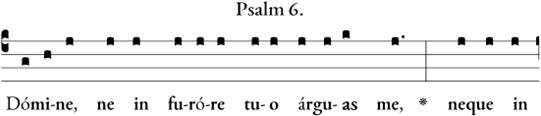 Psalm 6.
Dómi-ne, ne in fu-ró-re tu-o árgu-as me, * neque in